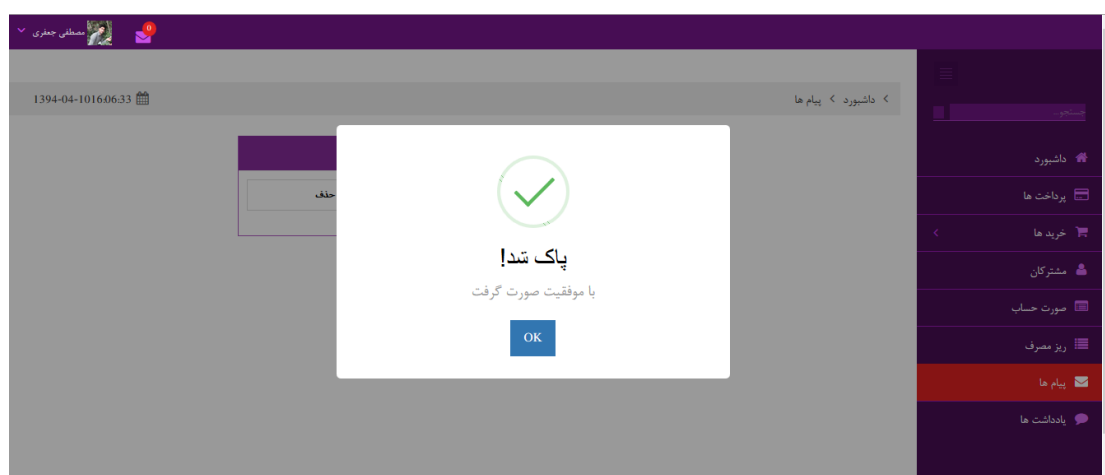 0
مصطفی جعفری
جستجو...
داشبورد
پرداخت ها
خرید ها
مشترکان
صورت حساب
ریز مصرف
پیام ها
یادداشت ها
داشبورد > پیام ها
1394-04-1016:06:33
حذف
پاک شد!
با موفقیت صورت گرفت
OK